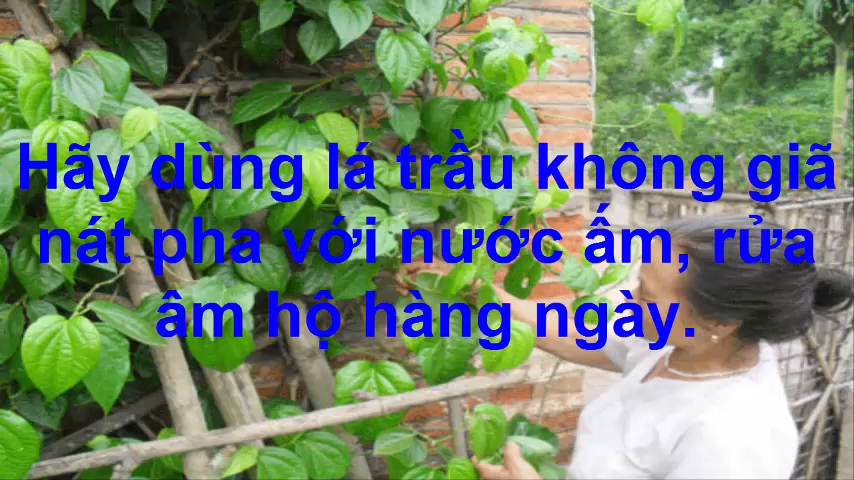 Hãy dùng lá trầu không giã
nát pha với nước ấm, rửa
âm hộ hàng ngày.